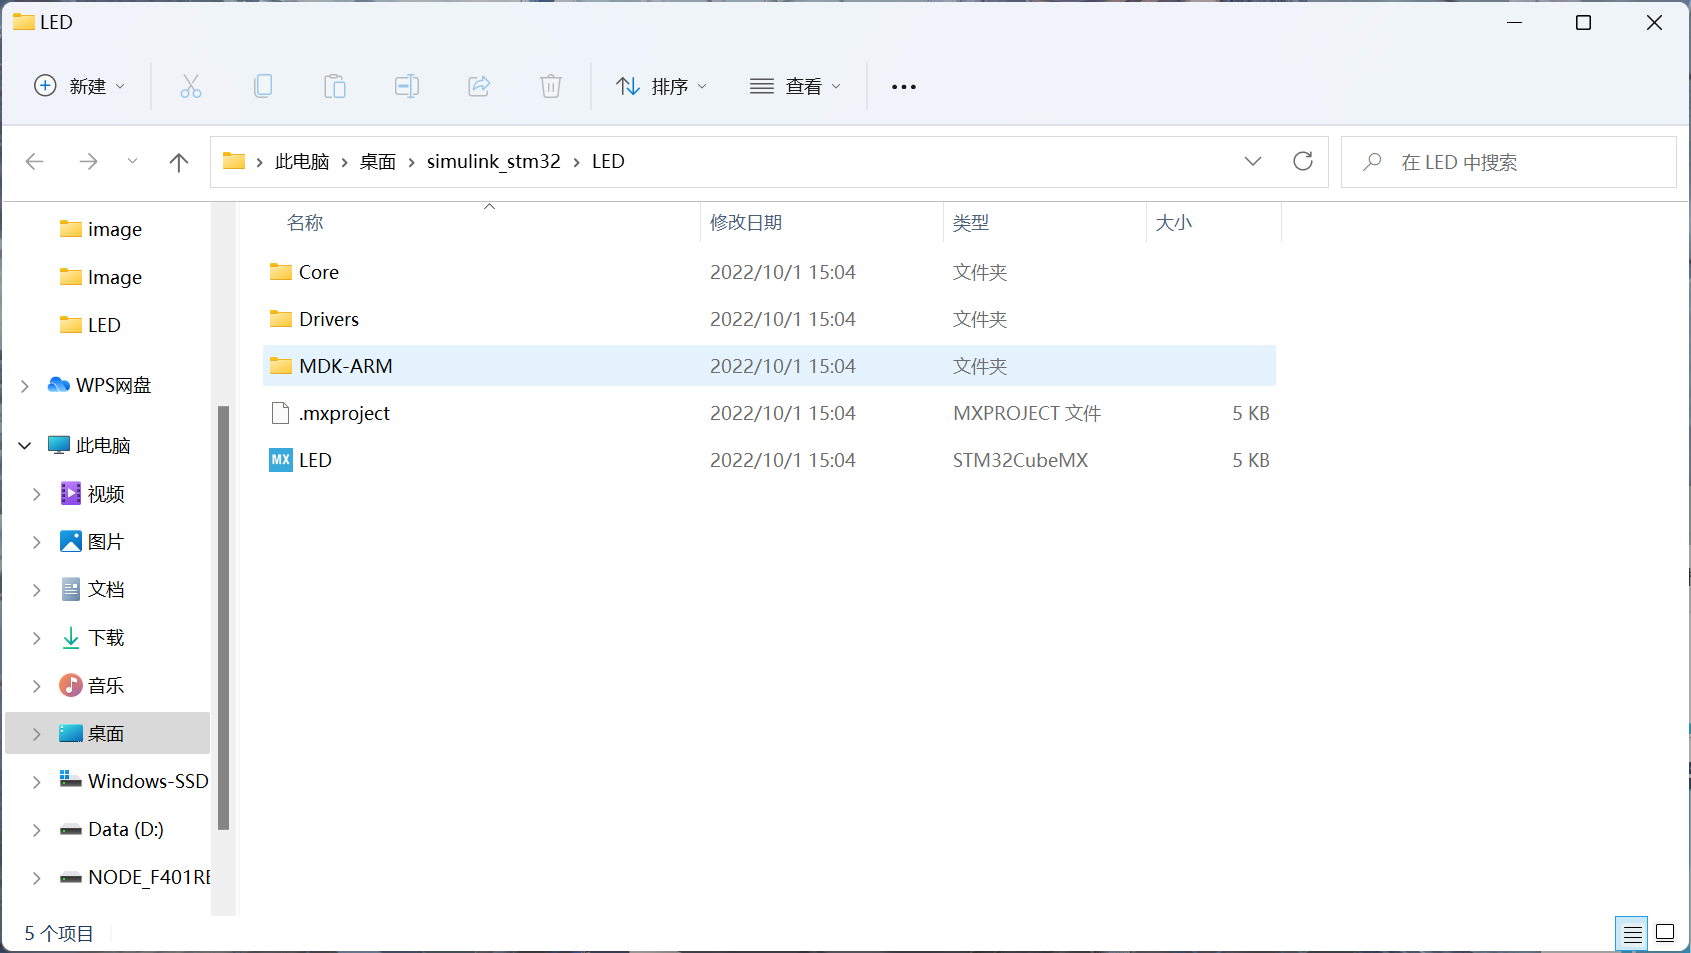 LED
新建 排序 查看
此电脑 桌面 simulink_stm32 LED 在 LED 中搜索
image
Image
LED
WPS网盘
此电脑
视频
图片
文档
下载
音乐
桌面
Windows-SSD
Data (D:)
NODE_F401RE
名称 修改日期 类型 大小
Core 2022/10/1 15:04 文件夹
Drivers 2022/10/1 15:04 文件夹
MDK-ARM 2022/10/1 15:04 文件夹
.mxproject 2022/10/1 15:04 MXPROJECT 文件 5 KB
MX LED 2022/10/1 15:04 STM32CubeMX 5 KB
5 个项目